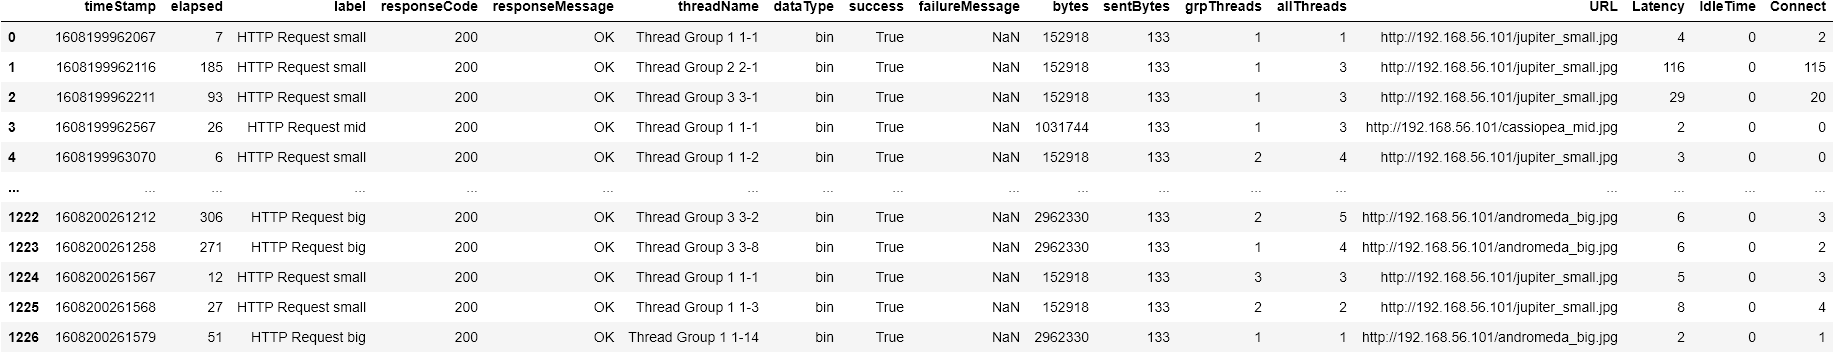 timeStamp elapsed label responseCode responseMessage threadName dataType success failureMessage bytes sentBytes grpThreads allThreads URL Latency IdleTime Connect
0 1608199962067 7 HTTP Request small 200 OK Thread Group 1 1-1 bin True NaN 152918 133 1 1 http://192.168.56.101/jupiter_small.jpg 4 0 2
1 1608199962116 185 HTTP Request small 200 OK Thread Group 2 2-1 bin True NaN 152918 133 1 3 http://192.168.56.101/jupiter_small.jpg 116 0 115
2 1608199962211 93 HTTP Request small 200 OK Thread Group 3 3-1 bin True NaN 152918 133 1 3 http://192.168.56.101/jupiter_small.jpg 29 0 20
3 1608199962567 26 HTTP Request mid 200 OK Thread Group 1 1-1 bin True NaN 1031744 133 1 3 http://192.168.56.101/cassiopea_mid.jpg 2 0 0
4 1608199963070 6 HTTP Request small 200 OK Thread Group 1 1-2 bin True NaN 152918 133 2 4 http://192.168.56.101/jupiter_small.jpg 3 0 0
... ... ... ... ... ... ... ... ... ... ... ... ... ... ... ... ... ...
1222 1608200261212 306 HTTP Request big 200 OK Thread Group 3 3-2 bin True NaN 2962330 133 2 5 http://192.168.56.101/andromeda_big.jpg 6 0 3
1223 1608200261258 271 HTTP Request big 200 OK Thread Group 3 3-8 bin True NaN 2962330 133 1 4 http://192.168.56.101/andromeda_big.jpg 6 0 2
1224 1608200261567 12 HTTP Request small 200 OK Thread Group 1 1-1 bin True NaN 152918 133 3 3 http://192.168.56.101/jupiter_small.jpg 5 0 3
1225 1608200261568 27 HTTP Request small 200 OK Thread Group 1 1-3 bin True NaN 152918 133 2 2 http://192.168.56.101/jupiter_small.jpg 8 0 4
1226 1608200261579 51 HTTP Request big 200 OK Thread Group 1 1-14 bin True NaN 2962330 133 1 1 http://192.168.56.101/andromeda_big.jpg 2 0 1